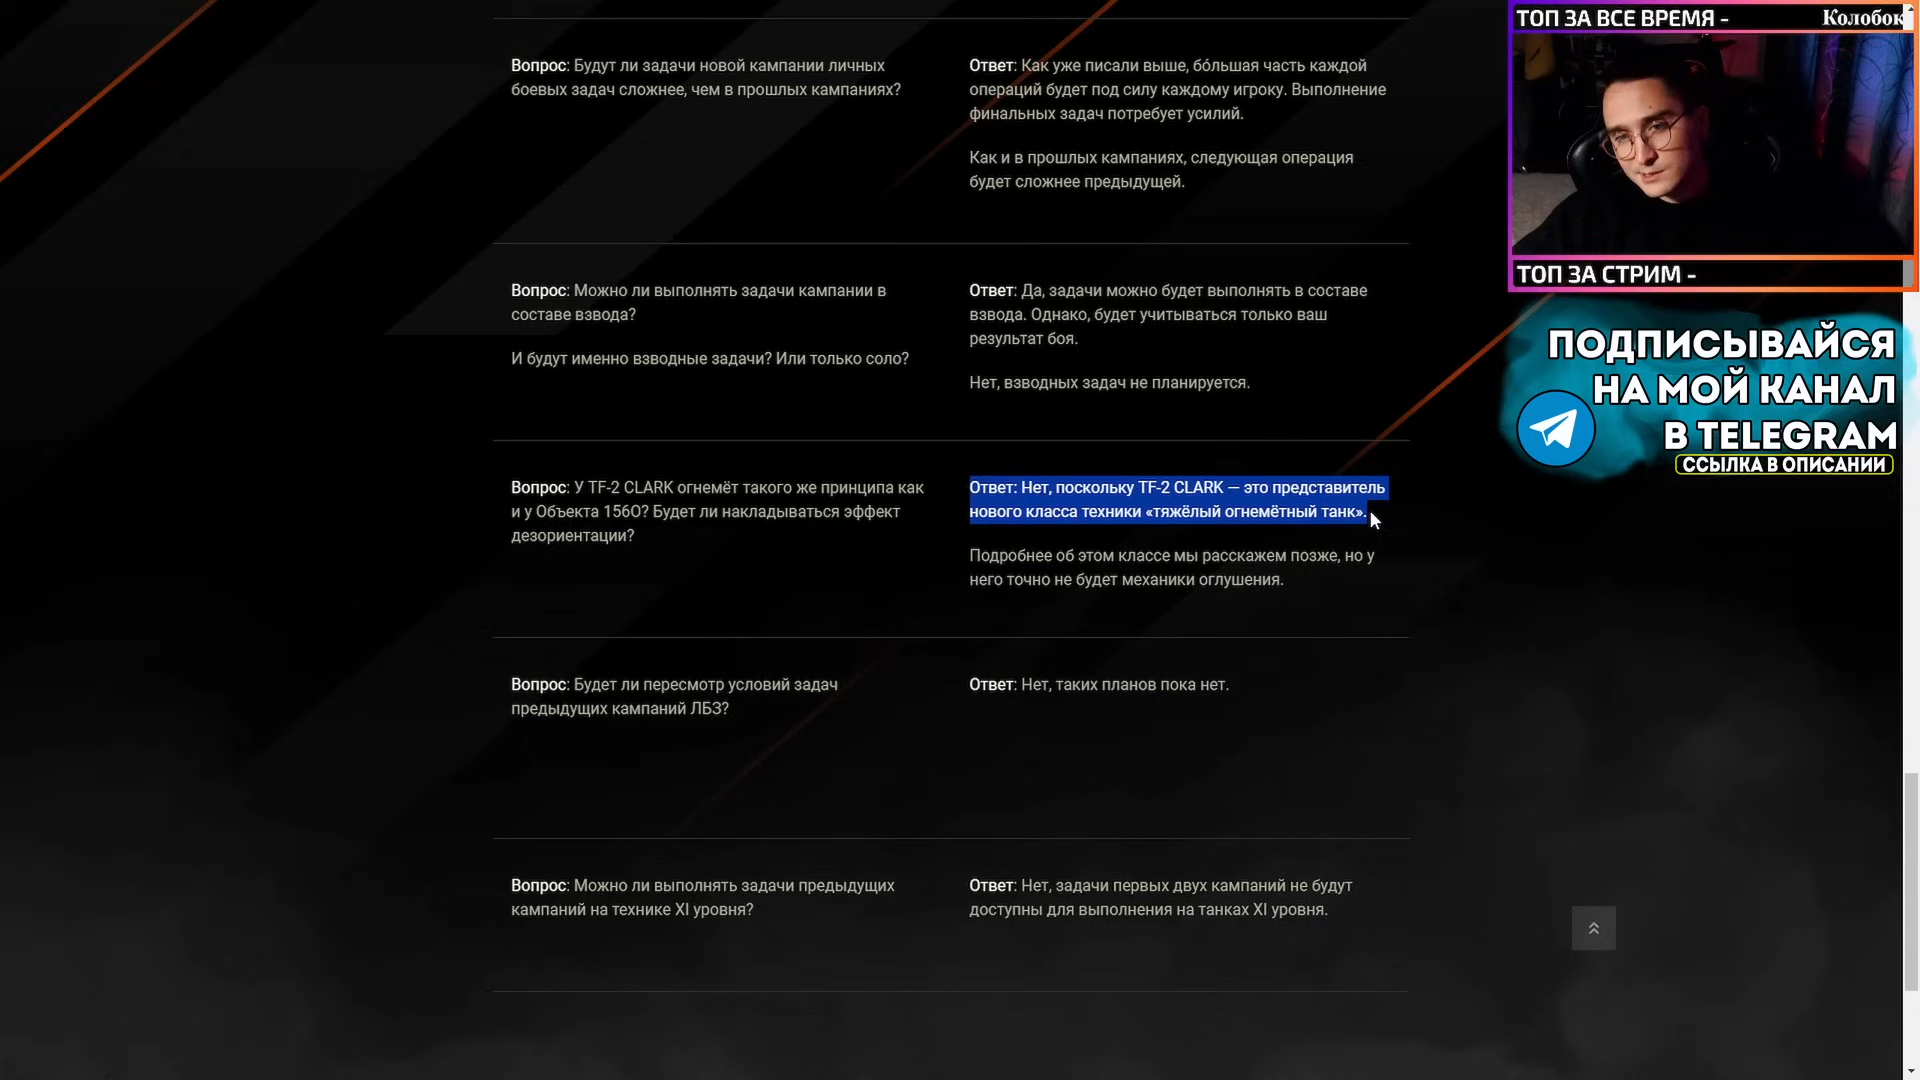 ТОП ЗА ВСЕ ВРЕМЯ - Колобок
Вопрос: Будут ли задачи новой кампании личных
боевых задач сложнее, чем в прошлых кампаниях?
Ответ: Как уже писали выше, бо́льшая часть каждой
операций будет под силу каждому игроку. Выполнение
финальных задач потребует усилий.
Как и в прошлых кампаниях, следующая операция
будет сложнее предыдущей.
ТОП ЗА СТРИМ -
Вопрос: Можно ли выполнять задачи кампании в
составе взвода?
И будут именно взводные задачи? Или только соло?
Ответ: Да, задачи можно будет выполнять в составе
взвода. Однако, будет учитываться только ваш
результат боя.
Нет, взводных задач не планируется.
ПОДПИСЫВАЙСЯ
НА МОЙ КАНАЛ
В TELEGRAM
ССЫЛКА В ОПИСАНИИ
Вопрос: У TF-2 CLARK огнемёт такого же принципа как
и у Объекта 156О? Будет ли накладываться эффект
дезориентации?
Ответ: Нет, поскольку TF-2 CLARK — это представитель
нового класса техники «тяжёлый огнемётный танк».
Подробнее об этом классе мы расскажем позже, но у
него точно не будет механики оглушения.
Вопрос: Будет ли пересмотр условий задач
предыдущих кампаний ЛБЗ?
Ответ: Нет, таких планов пока нет.
Вопрос: Можно ли выполнять задачи предыдущих
кампаний на технике XI уровня?
Ответ: Нет, задачи первых двух кампаний не будут
доступны для выполнения на танках XI уровня.